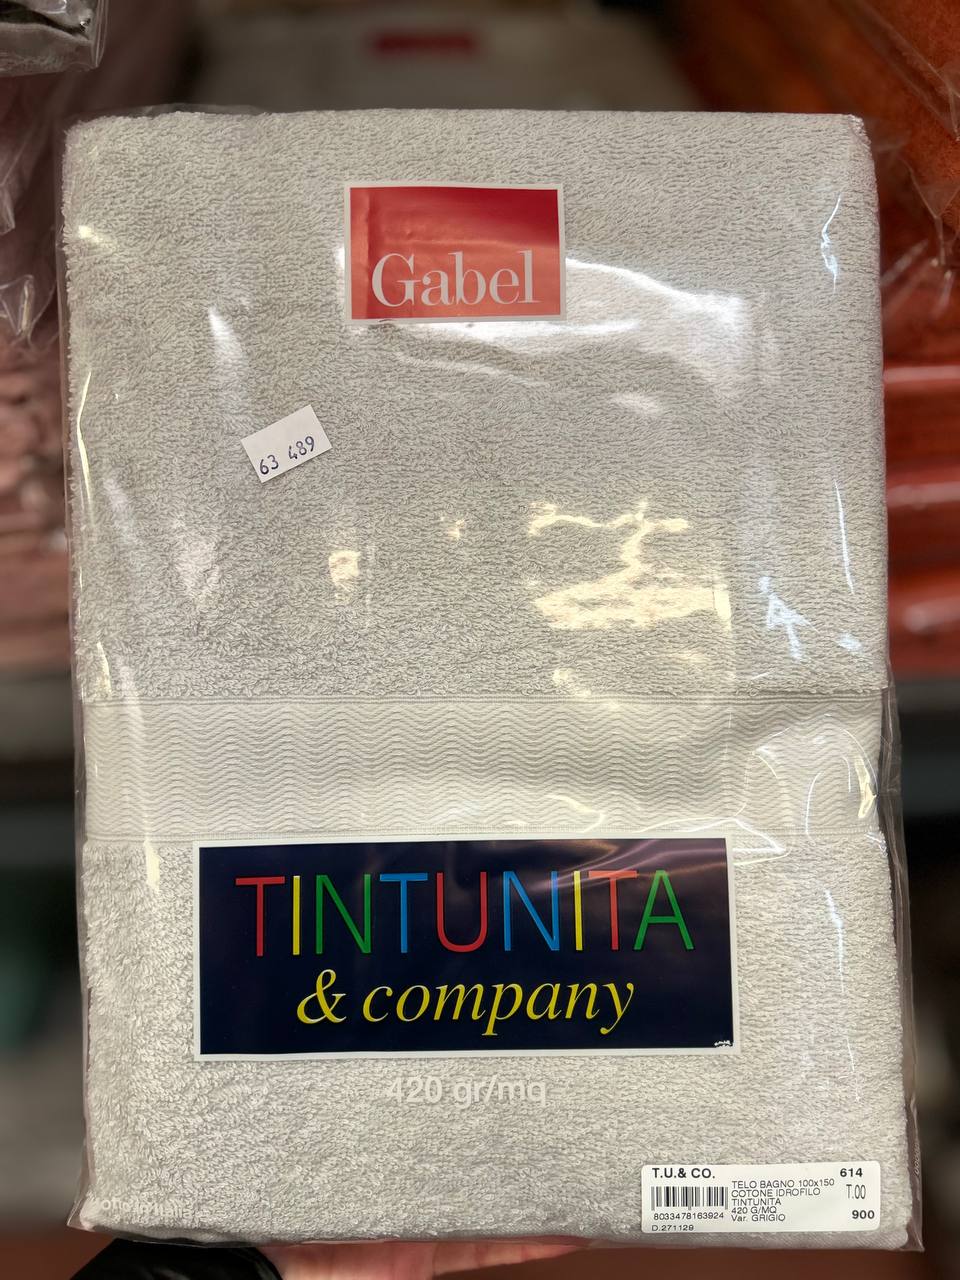 Gabel
63 489
TINTUNITA
& company
420 gr/mq
T.U.& CO. 614
TELO BAGNO 100x150
COTONE IDROFILO T.00
TINTUNITA
8033478163924 420 G/MQ
Var. GRIGIO 900
D.271129